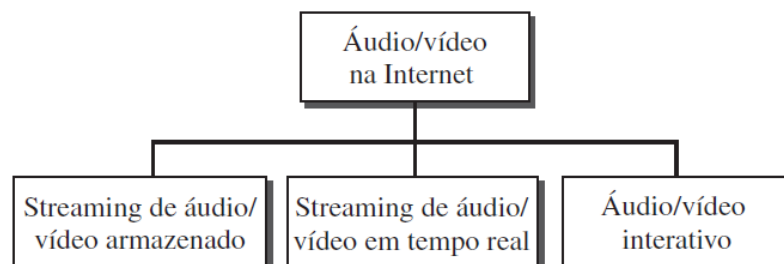 Áudio/vídeo
na Internet
Streaming de áudio/
vídeo armazenado
Streaming de áudio/
vídeo em tempo real
Áudio/vídeo
interativo